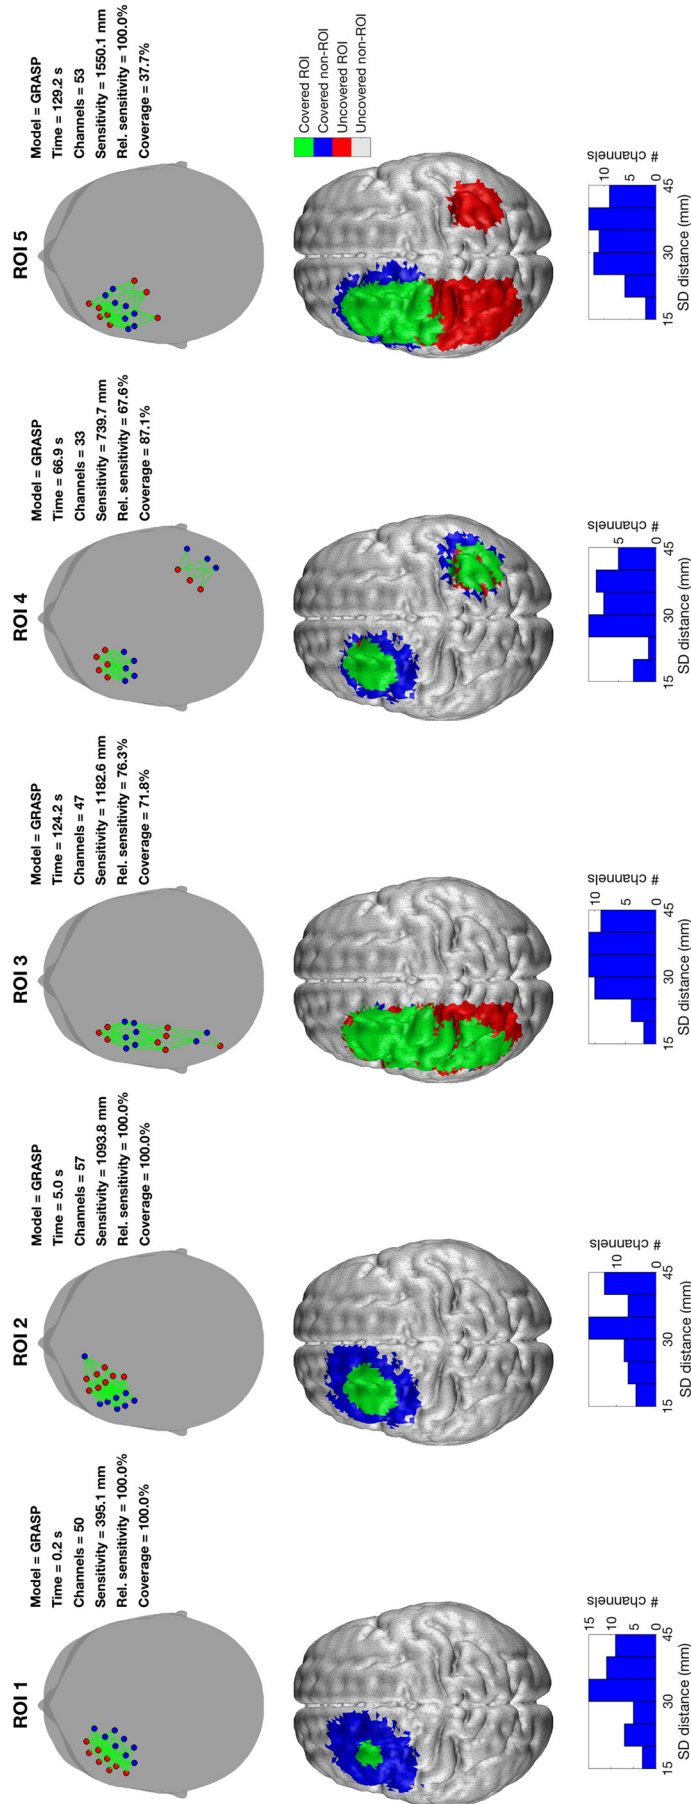 ROI 1
Model = GRASP
Time = 0.2 s
Channels = 50
Sensitivity = 395.1 mm
Rel. sensitivity = 100.0%
Coverage = 100.0%
15
10
5
0
# channels
15
30
45
SD distance (mm)
ROI 2
Model = GRASP
Time = 5.0 s
Channels = 57
Sensitivity = 1093.8 mm
Rel. sensitivity = 100.0%
Coverage = 100.0%
10
0
# channels
15
30
45
SD distance (mm)
ROI 3
Model = GRASP
Time = 124.2 s
Channels = 47
Sensitivity = 1182.6 mm
Rel. sensitivity = 76.3%
Coverage = 71.8%
10
5
0
# channels
15
30
45
SD distance (mm)
ROI 4
Model = GRASP
Time = 66.9 s
Channels = 33
Sensitivity = 739.7 mm
Rel. sensitivity = 67.6%
Coverage = 87.1%
5
0
# channels
15
30
45
SD distance (mm)
ROI 5
Model = GRASP
Time = 129.2 s
Channels = 53
Sensitivity = 1550.1 mm
Rel. sensitivity = 100.0%
Coverage = 37.7%
Covered ROI
Covered non-ROI
Uncovered ROI
Uncovered non-ROI
10
5
0
# channels
15
30
45
SD distance (mm)